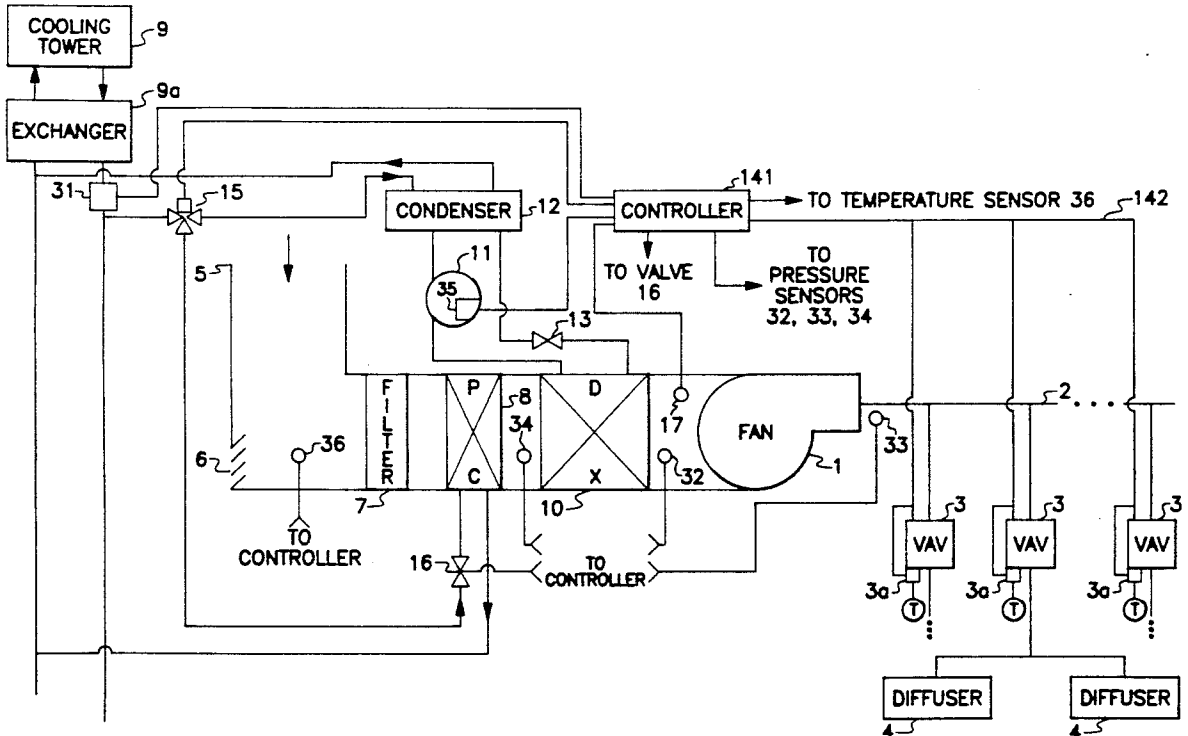 COOLING
TOWER
9
9a
EXCHANGER
31
15
CONDENSER
12
141
CONTROLLER
TO TEMPERATURE SENSOR 36
142
TO VALVE
16
TO
PRESSURE
SENSORS
32, 33, 34
11
35
13
5
6
36
TO
CONTROLLER
FILTER
7
P
C
8
34
D
X
10
17
32
FAN
1
33
2
16
TO
CONTROLLER
3
VAV
3a
T
3
VAV
3a
T
3
VAV
3a
T
DIFFUSER
4
DIFFUSER
4